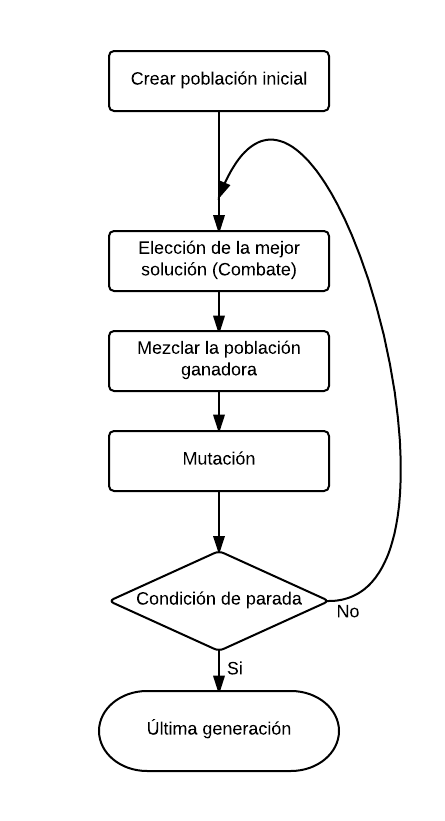 Crear población inicial
Elección de la mejor
solución (Combate)
Mezclar la población
ganadora
Mutación
Condición de parada
No
Si
Última generación